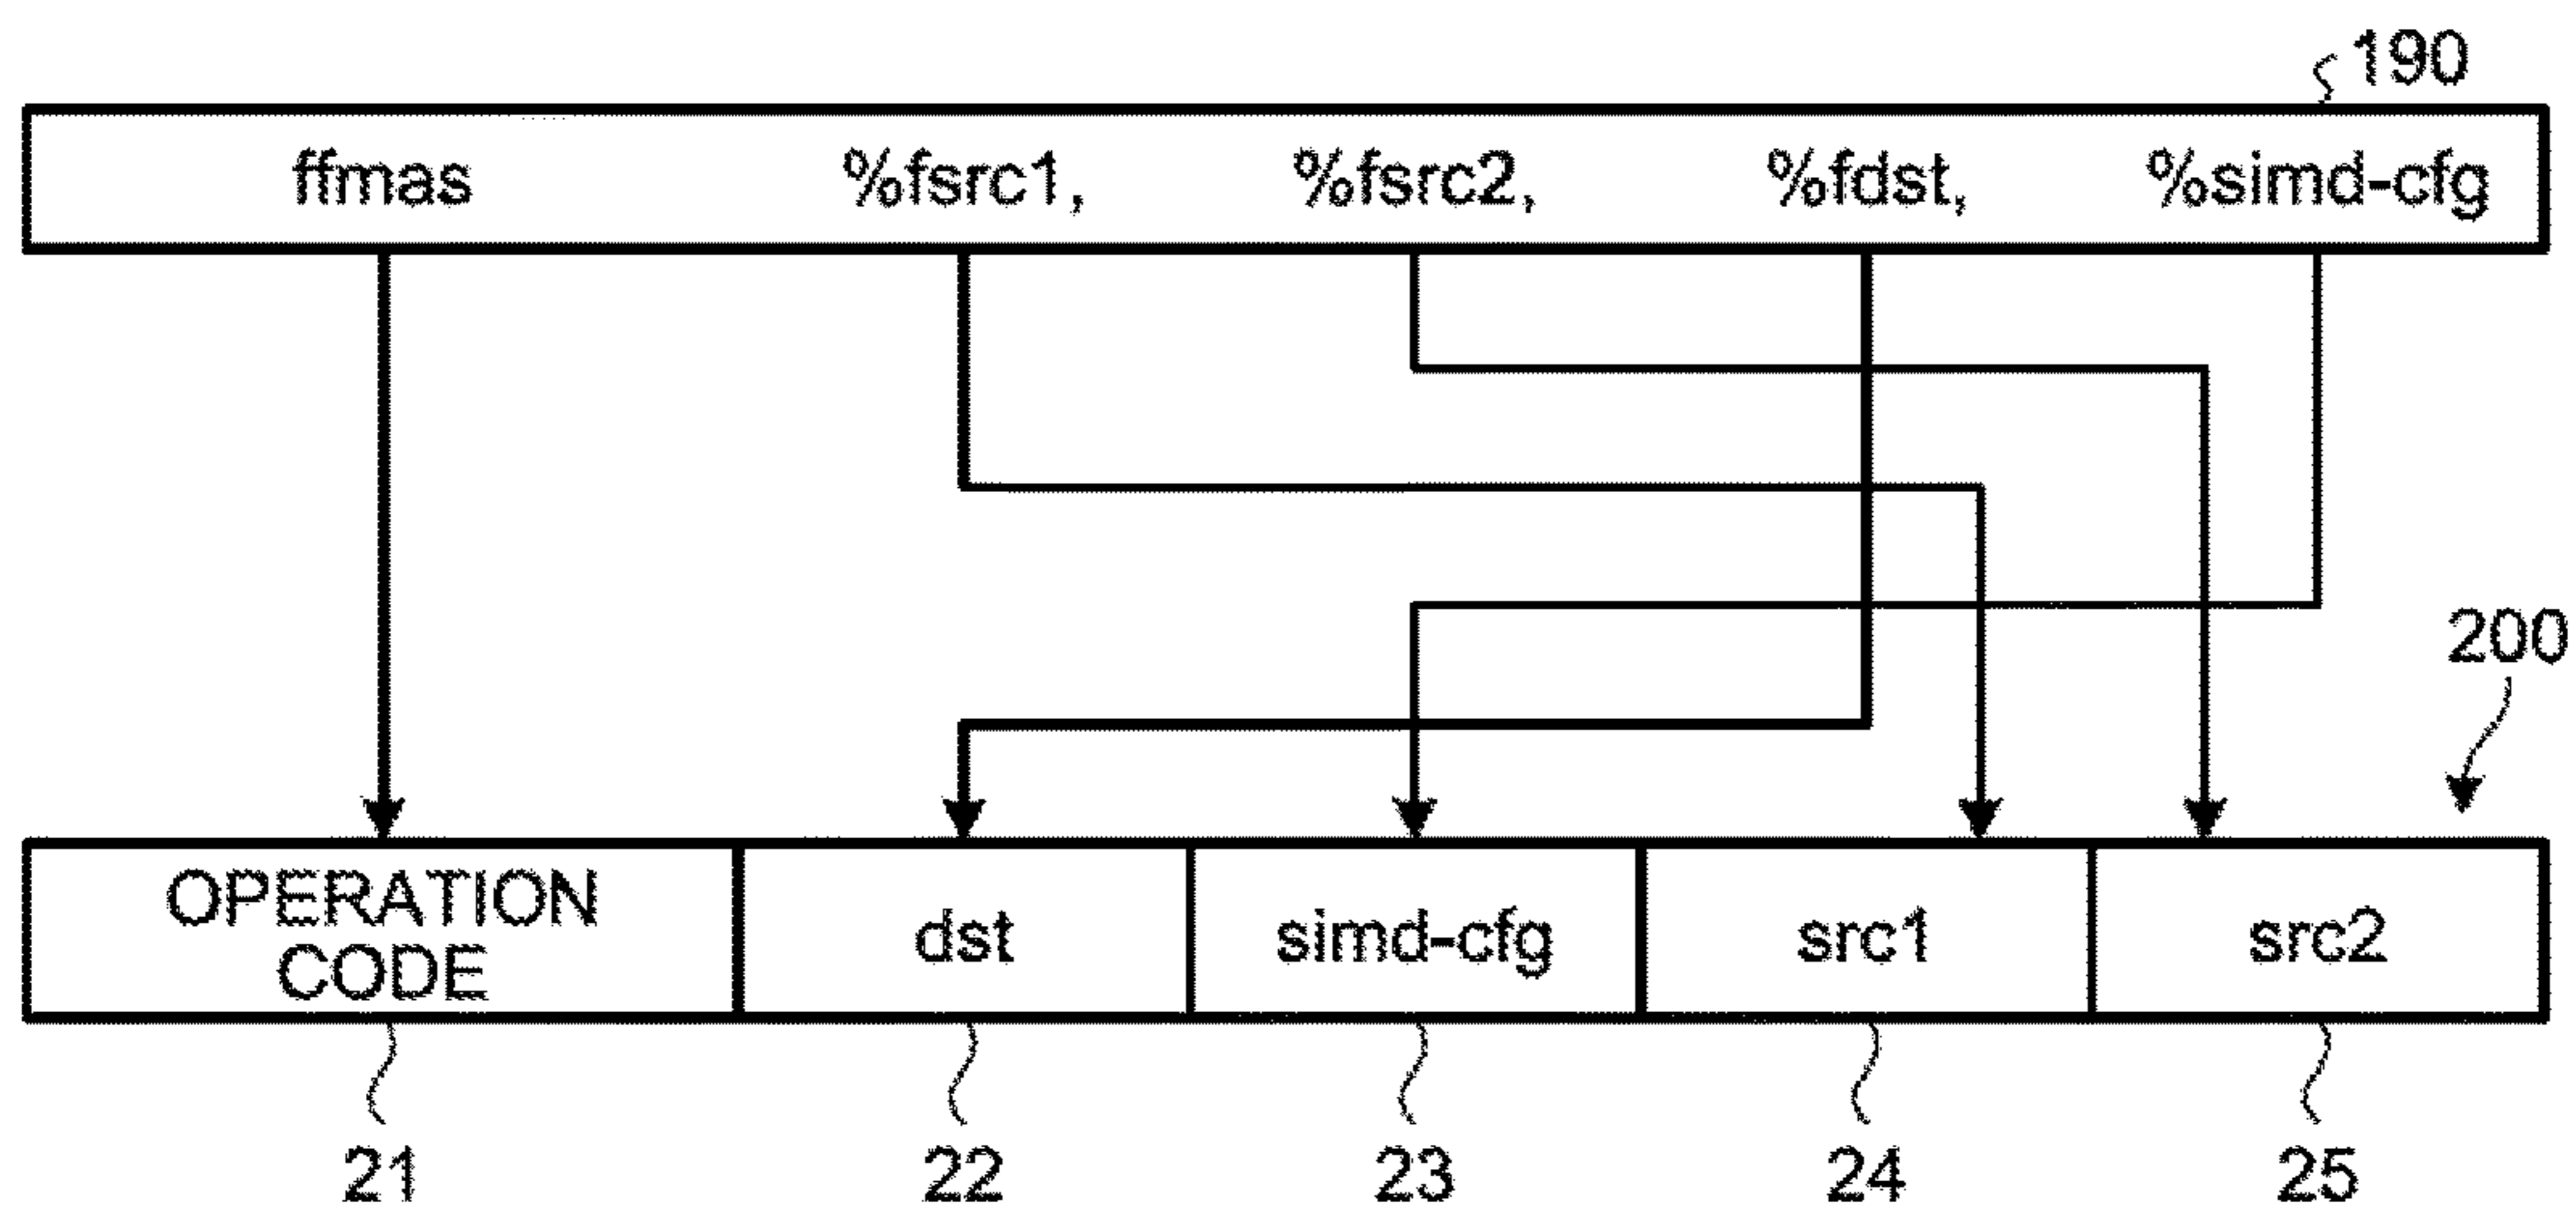 190
ffmas %fsrc1, %fsrc2, %fdst, %simd-cfg
200
OPERATION
CODE
dst
simd-cfg
src1
src2
21
22
23
24
25